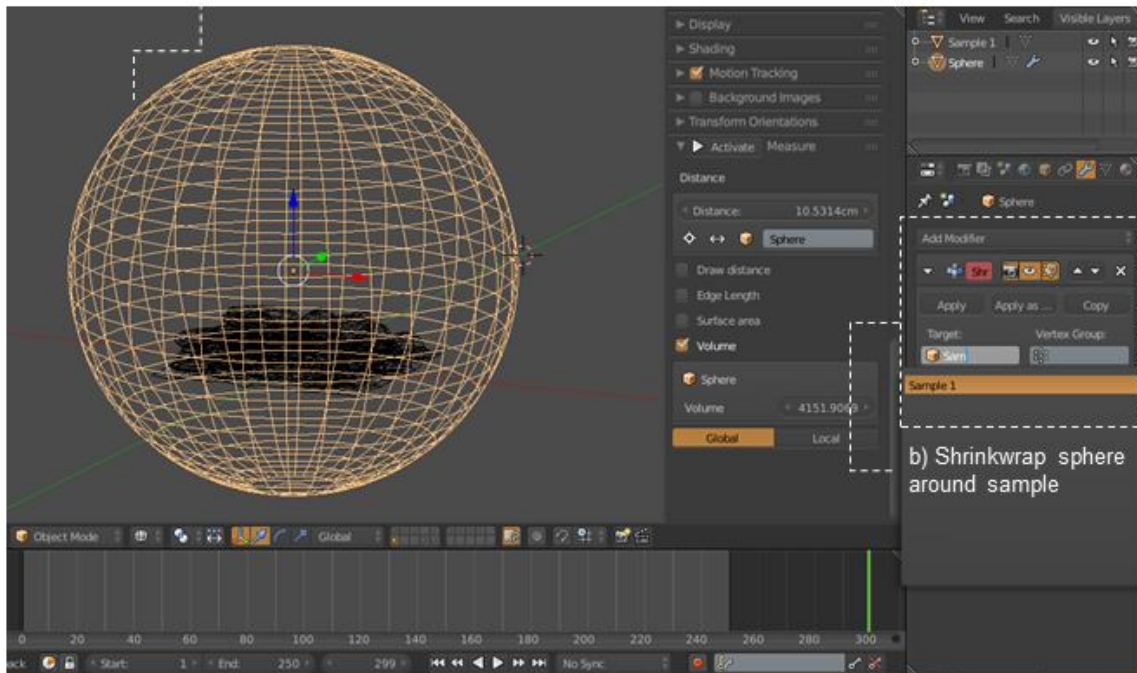 Display
Shading
Motion Tracking
Background Images
Transform Orientations
Activate Measure
Distance
Distance: 10.5314cm
Sphere
Draw distance
Edge Length
Surface area
Volume
Sphere
Volume 4151.9069
Global Local
View Search Visible Layers
Sample 1
Sphere
Sphere
Add Modifier
Shr
Apply Apply as ... Copy
Target: Vertex Group:
Sam
Sample 1
b) Shrinkwrap sphere
around sample
Object Mode Global
0 20 40 60 80 100 120 140 160 180 200 220 240 260 280 300
Start: 1 End: 250 299 No Sync